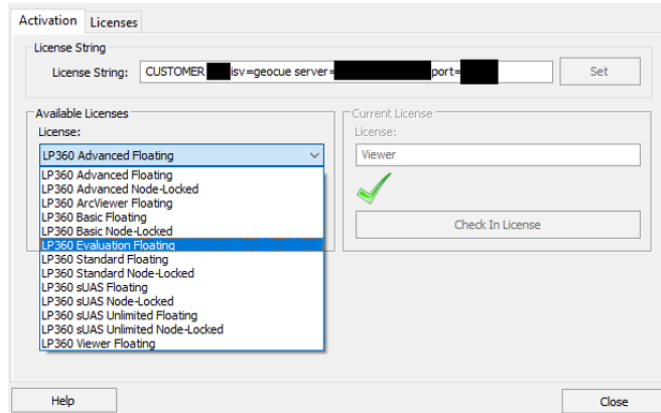 Activation Licenses
License String
License String: CUSTOMER isv=geocue server= port= Set
Available Licenses
License:
LP360 Advanced Floating
LP360 Advanced Floating
LP360 Advanced Node-Locked
LP360 ArcViewer Floating
LP360 Basic Floating
LP360 Basic Node-Locked
LP360 Evaluation Floating
LP360 Standard Floating
LP360 Standard Node-Locked
LP360 sUAS Floating
LP360 sUAS Node-Locked
LP360 sUAS Unlimited Floating
LP360 sUAS Unlimited Node-Locked
LP360 Viewer Floating
Current License
License:
Viewer
Check In License
Help Close